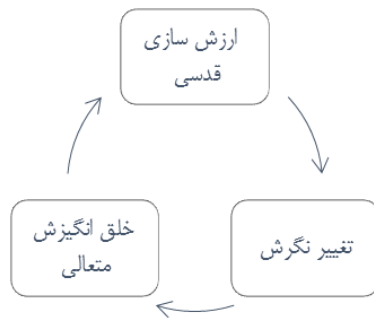 ارزش سازی
قدسی
تغییر نگرش
خلق انگیزش
متعالی